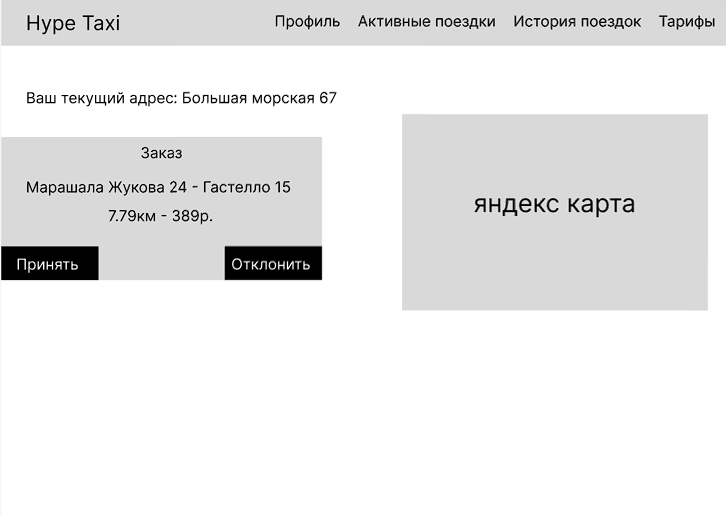 Hype Taxi
Профиль Активные поездки История поездок Тарифы
Ваш текущий адрес: Большая морская 67
Заказ
Марашала Жукова 24 - Гастелло 15
7.79км - 389р.
Принять Отклонить
яндекс карта